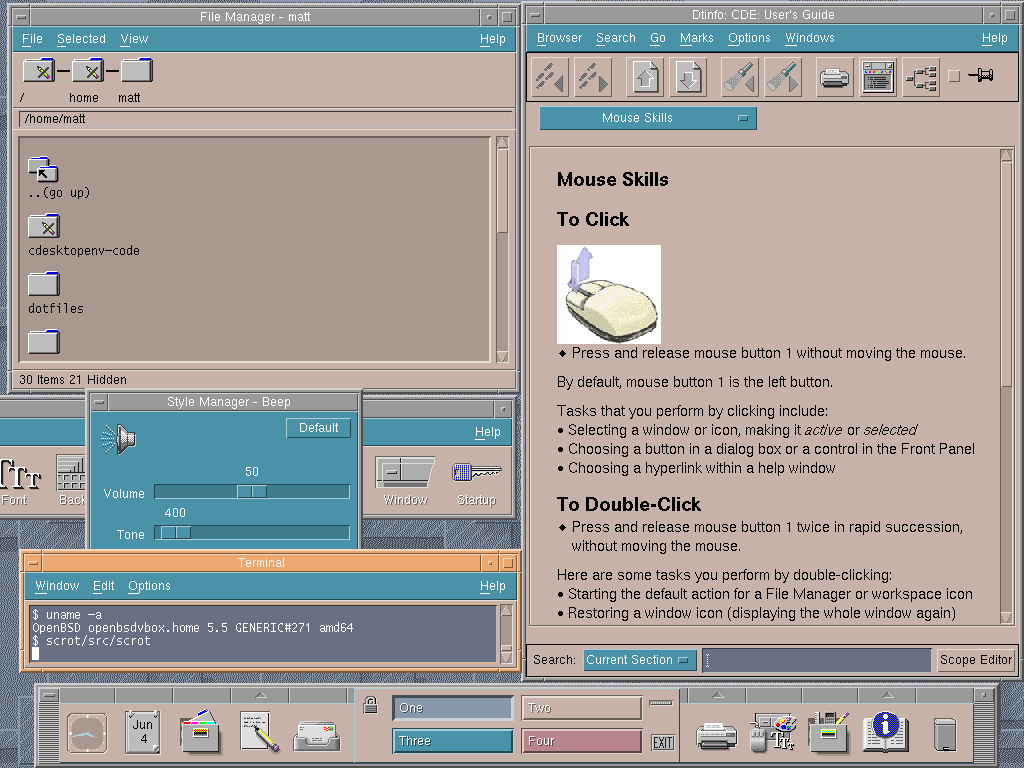 File Manager - matt
File Selected View Help
/ home matt
/home/matt
..(go up)
cdesktopenv-code
dotfiles
30 Items 21 Hidden
Help
Font
Back
Window
Startup
Style Manager - Beep
Default
50
Volume
400
Tone
Terminal
Window Edit Options Help
$ uname -a
OpenBSD openbsdvbox.home 5.5 GENERIC#271 amd64
$ scrot/src/scrot
Dtinfo: CDE: User's Guide
Browser Search Go Marks Options Windows Help
Mouse Skills
Mouse Skills
To Click
◆ Press and release mouse button 1 without moving the mouse.
By default, mouse button 1 is the left button.
Tasks that you perform by clicking include:
• Selecting a window or icon, making it active or selected
• Choosing a button in a dialog box or a control in the Front Panel
• Choosing a hyperlink within a help window
To Double-Click
◆ Press and release mouse button 1 twice in rapid succession,
without moving the mouse.
Here are some tasks you perform by double-clicking:
• Starting the default action for a File Manager or workspace icon
• Restoring a window icon (displaying the whole window again)
Search: Current Section Scope Editor
Jun
4
One
Two
Three
Four
EXIT